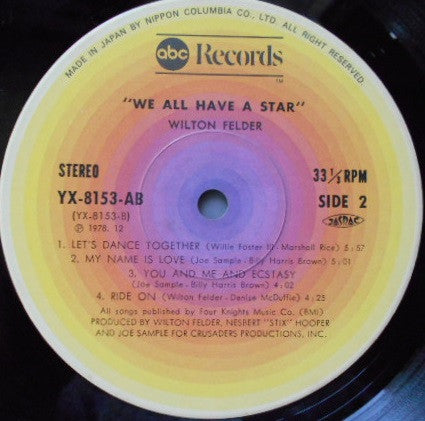 MADE IN JAPAN BY NIPPON COLUMBIA CO., LTD. ALL RIGHT RESERVED.
abc Records
TM
"WE ALL HAVE A STAR"
WILTON FELDER
STEREO 33 1/3 RPM
YX-8153-AB SIDE 2
(YX-8153-B) JASRAC
℗ 1978. 12
1. LET'S DANCE TOGETHER (Willie Foster II - Marshall Rice) 5:57
2. MY NAME IS LOVE (Joe Sample - Billy Harris Brown) 5:01
3. YOU AND ME AND ECSTASY
(Joe Sample - Billy Harris Brown) 4:02
4. RIDE ON (Wilton Felder - Denise McDuffie) 4:25
All songs published by Four Knights Music Co. (BMI)
PRODUCED BY WILTON FELDER, NESBERT "STIX" HOOPER
AND JOE SAMPLE FOR CRUSADERS PRODUCTIONS, INC.